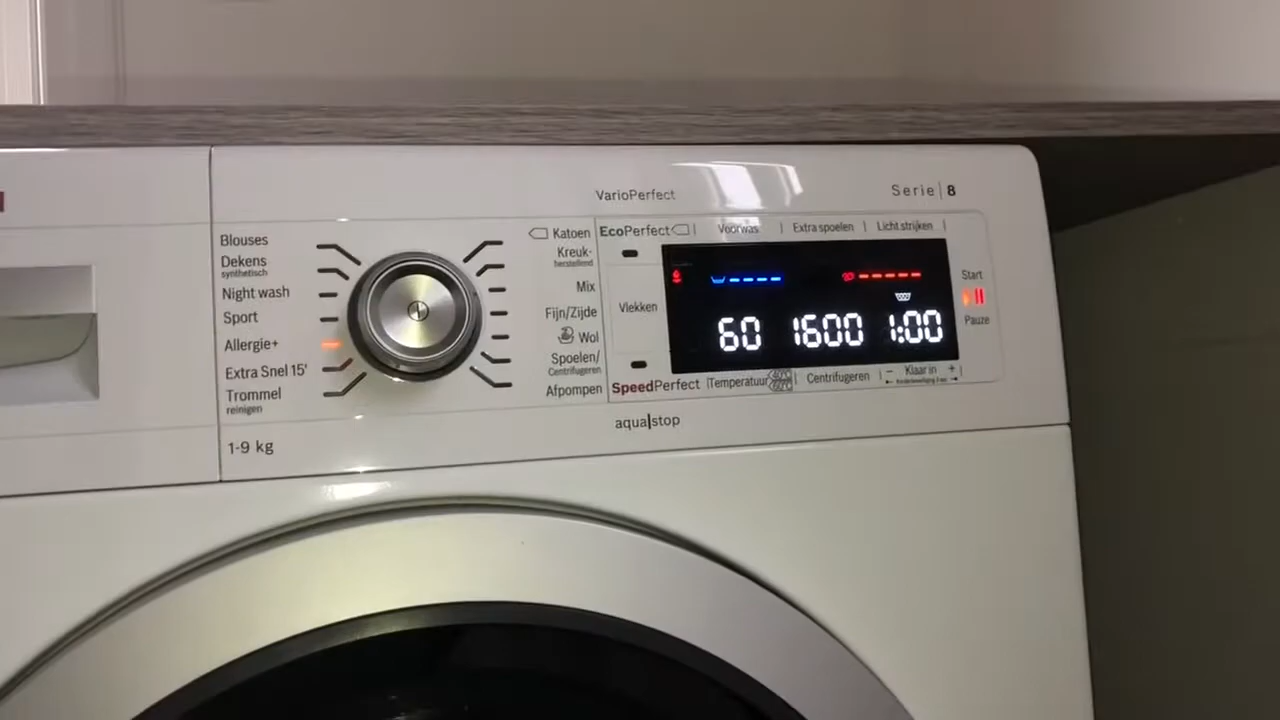 VarioPerfect
Serie | 8
Blouses
Dekens
synthetisch
Night wash
Sport
Allergie+
Extra Snel 15'
Trommel
reinigen
1-9 kg
Katoen
Kreuk-
herstellend
Mix
Fijn/Zijde
Wol
Spoelen/
Centrifugeren
Afpompen
EcoPerfect
Vlekken
SpeedPerfect
Voorwas
Extra spoelen
Licht strijken
60 1600 1:00
Temperatuur 40°C
60°C
Centrifugeren
- Klaar in +
Start
Pauze
aqua|stop